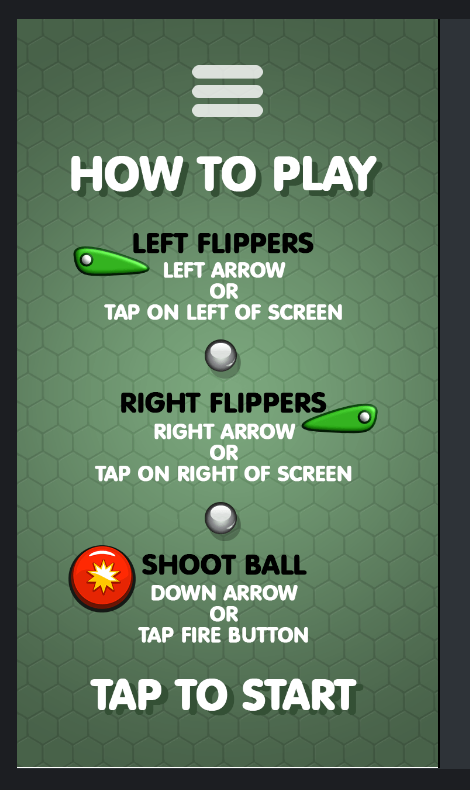 HOW TO PLAY
LEFT FLIPPERS
LEFT ARROW
OR
TAP ON LEFT OF SCREEN
RIGHT FLIPPERS
RIGHT ARROW
OR
TAP ON RIGHT OF SCREEN
SHOOT BALL
DOWN ARROW
OR
TAP FIRE BUTTON
TAP TO START